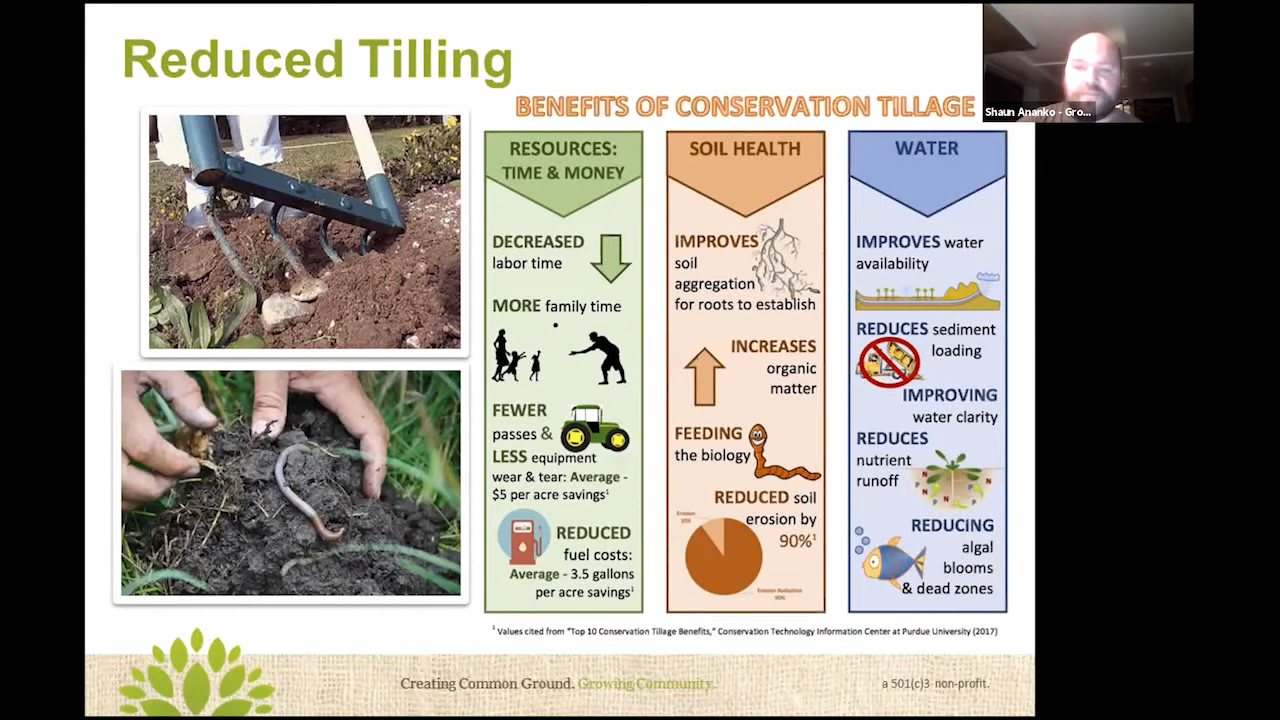 Reduced Tilling
Shaun Ananko - Gro...
BENEFITS OF CONSERVATION TILLAGE
RESOURCES:
TIME & MONEY
DECREASED
labor time
MORE family time
FEWER
passes &
LESS equipment
wear & tear: Average -
$5 per acre savings¹
REDUCED
fuel costs:
Average - 3.5 gallons
per acre savings¹
SOIL HEALTH
IMPROVES
soil
aggregation
for roots to establish
INCREASES
organic
matter
FEEDING
the biology
REDUCED soil
erosion by
90%¹
Erosion
10%
Erosion Reduction
90%
WATER
IMPROVES water
availability
REDUCES sediment
loading
IMPROVING
water clarity
REDUCES
nutrient
runoff
N
N
N
N
REDUCING
algal
blooms
& dead zones
¹ Values cited from “Top 10 Conservation Tillage Benefits,” Conservation Technology Information Center at Purdue University (2017)
Creating Common Ground. Growing Community.
a 501(c)3 non-profit.